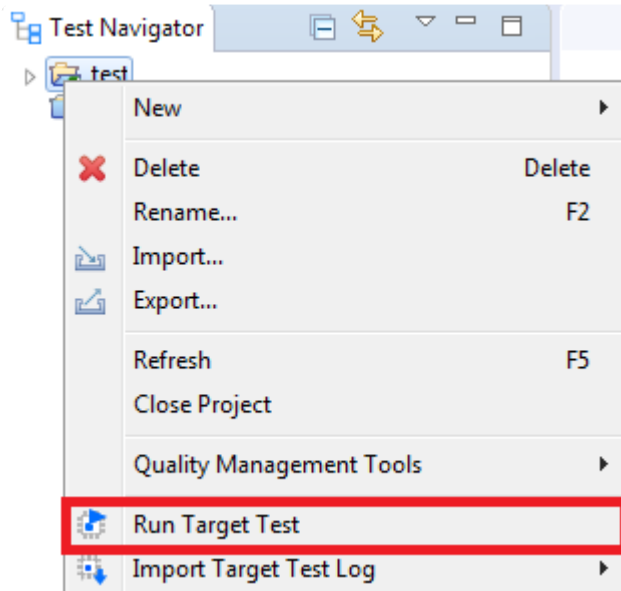 Test Navigator
test
New
Delete Delete
Rename... F2
Import...
Export...
Refresh F5
Close Project
Quality Management Tools
Run Target Test
Import Target Test Log